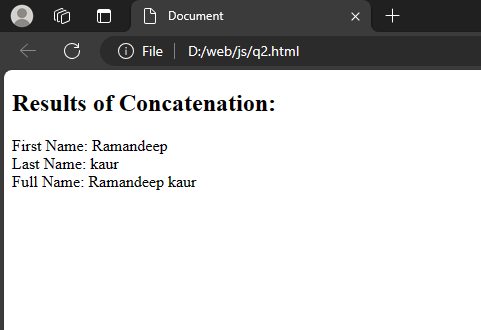 Document
File
D:/web/js/q2.html
Results of Concatenation:
First Name: Ramandeep
Last Name: kaur
Full Name: Ramandeep kaur